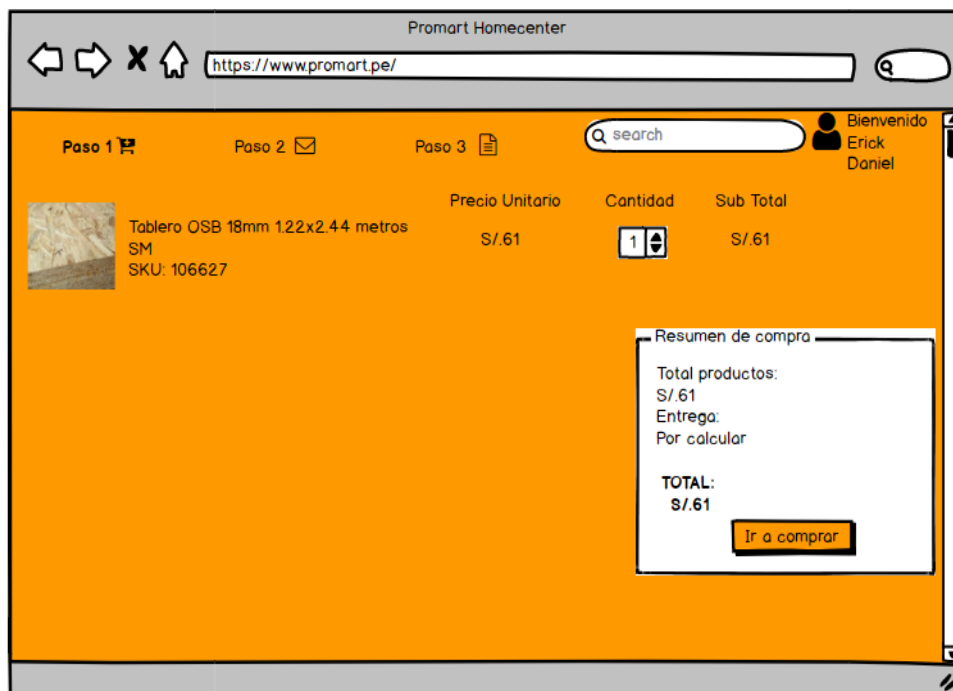 Promart Homecenter
https://www.promart.pe/
Paso 1
Paso 2
Paso 3
search
Bienvenido
Erick
Daniel
Precio Unitario
Cantidad
Sub Total
Tablero OSB 18mm 1.22x2.44 metros
SM
SKU: 106627
S/.61
1
S/.61
Resumen de compra
Total productos:
S/.61
Entrega:
Por calcular
TOTAL:
S/.61
Ir a comprar